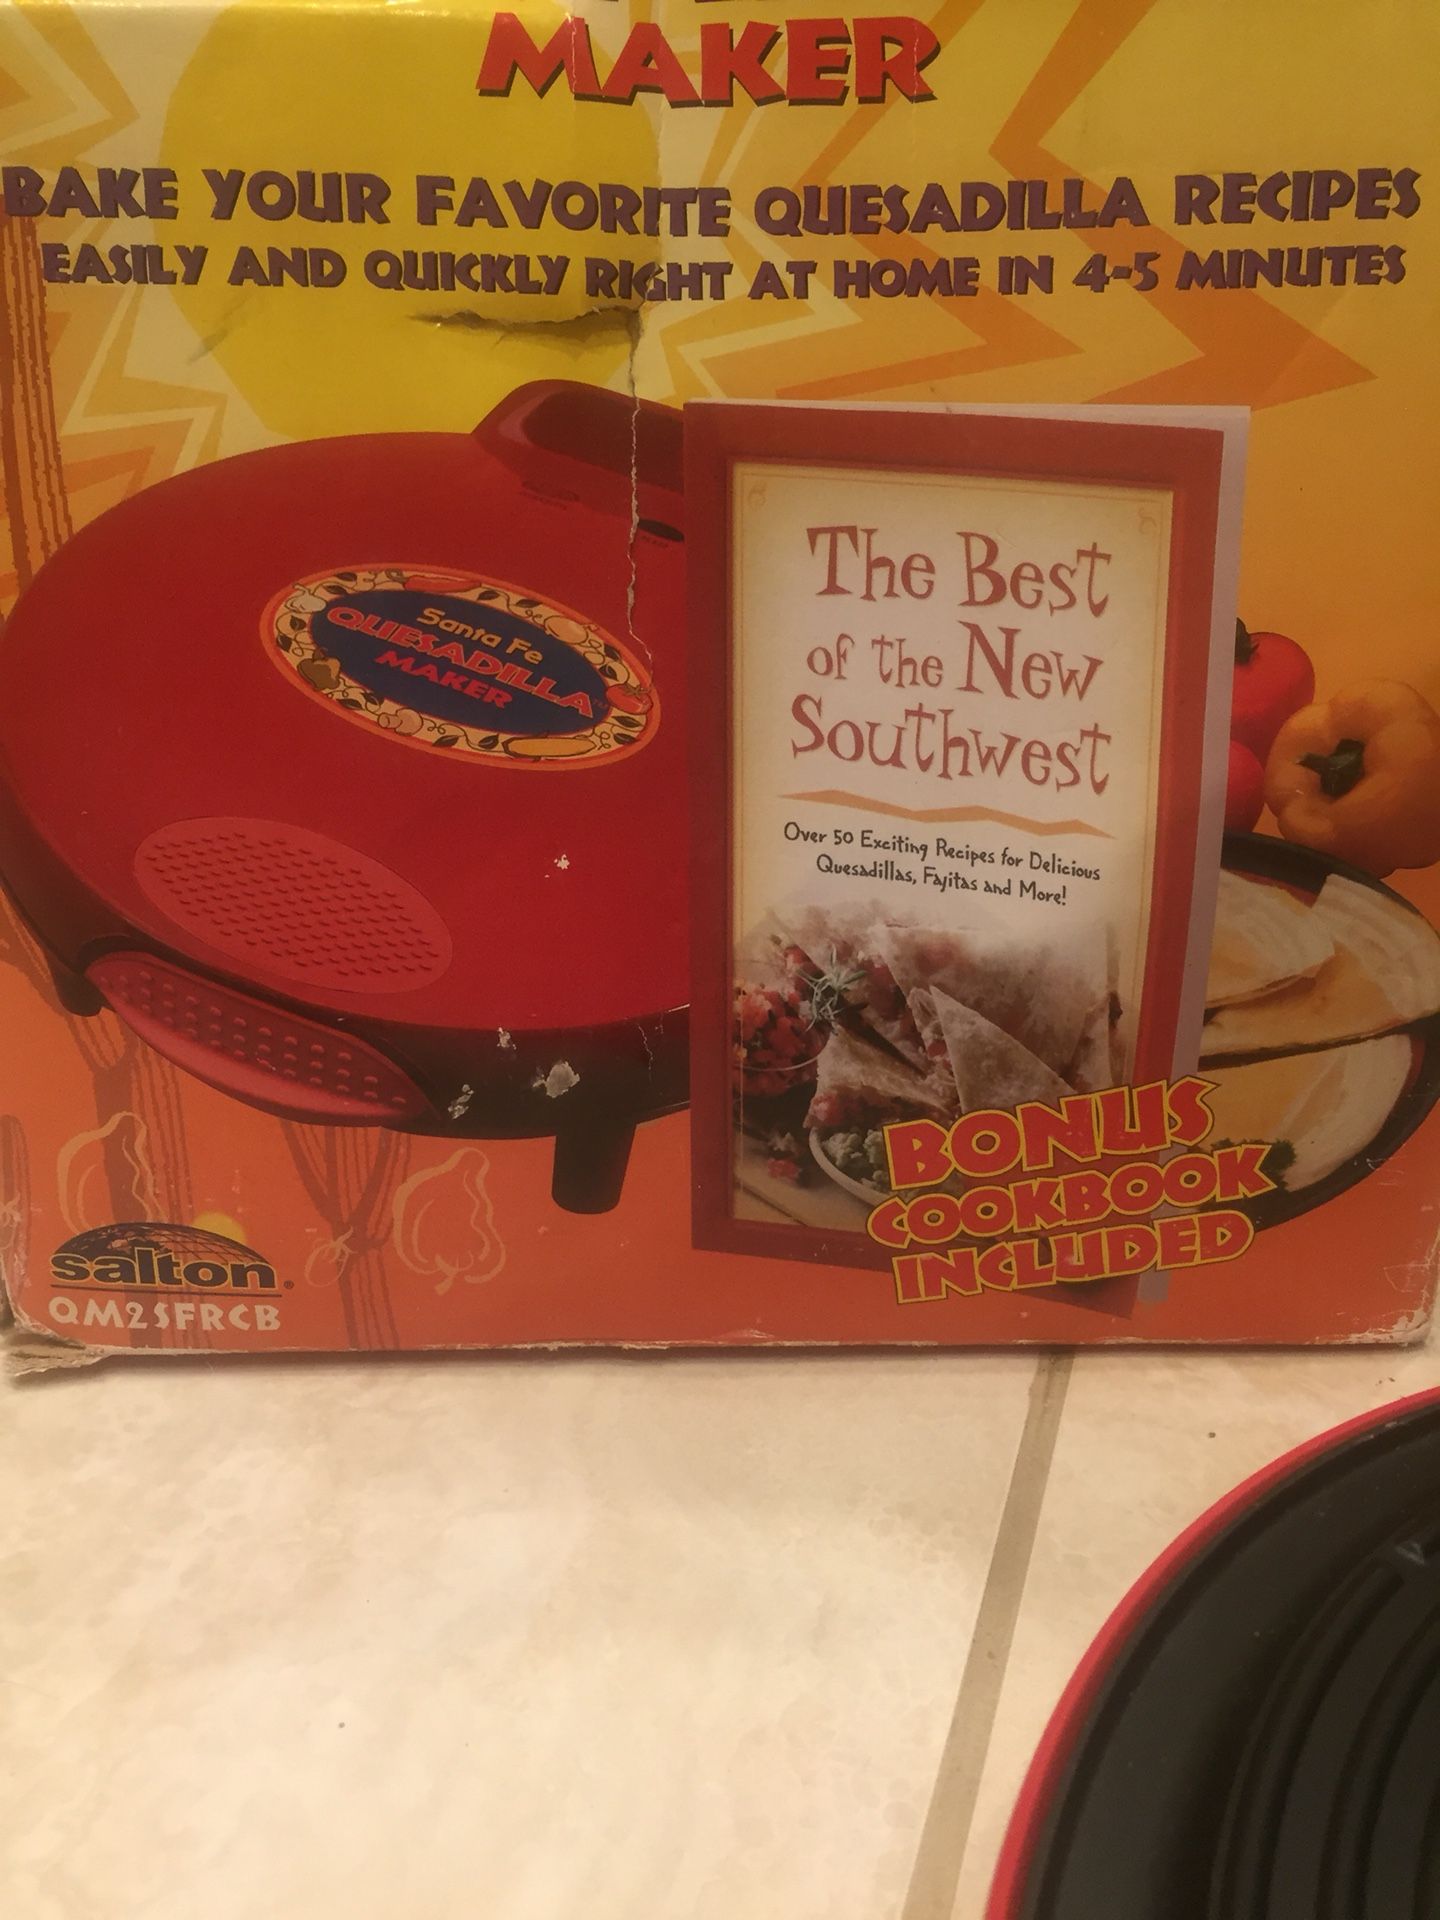 MAKER
BAKE YOUR FAVORITE QUESADILLA RECIPES
EASILY AND QUICKLY RIGHT AT HOME IN 4-5 MINUTES
Santa Fe
QUESADILLA™
MAKER
The Best
of the New
Southwest
Over 50 Exciting Recipes for Delicious
Quesadillas, Fajitas and More!
BONUS
COOKBOOK
INCLUDED
salton®
QM2SFRCB